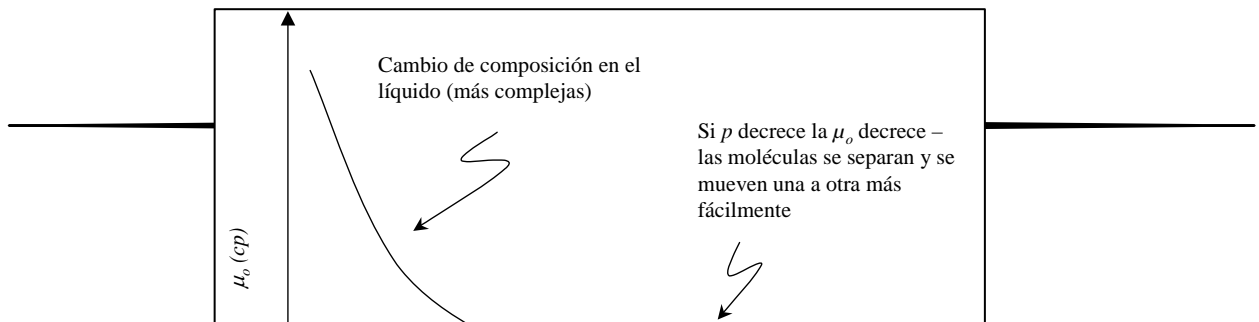 Cambio de composición en el
líquido (más complejas)
Si p decrece la μo decrece –
las moléculas se separan y se
mueven una a otra más
fácilmente
μo (cp)